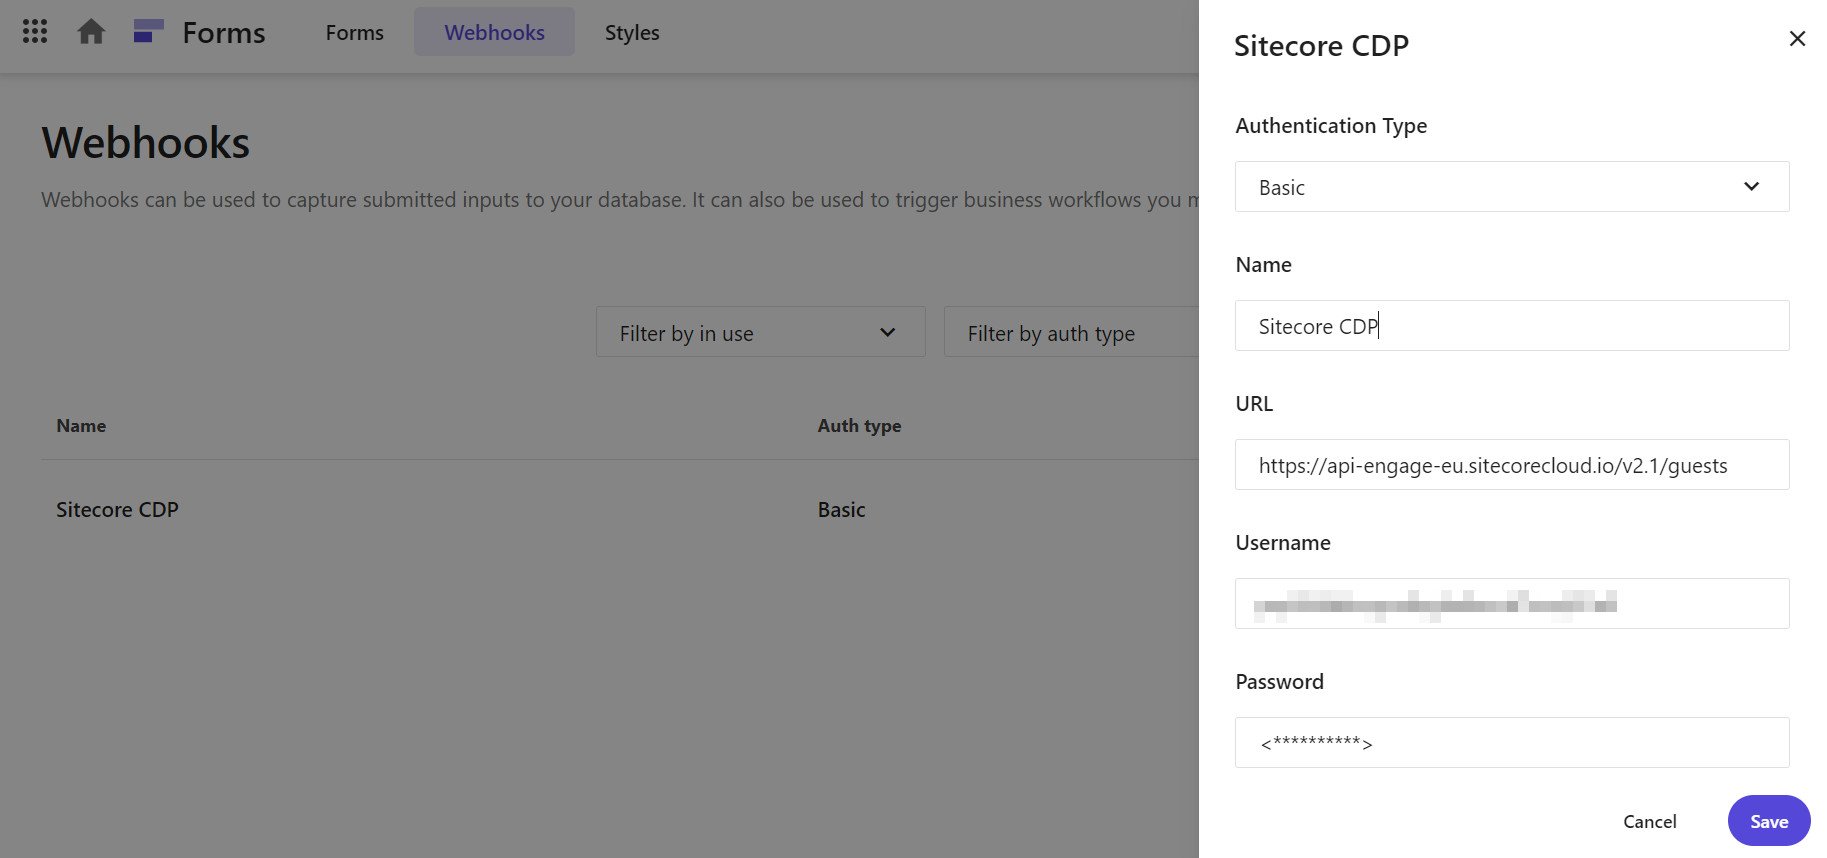 Forms
Forms
Webhooks
Styles
Webhooks
Webhooks can be used to capture submitted inputs to your database. It can also be used to trigger business workflows you
Filter by in use
Filter by auth type
Name
Auth type
Sitecore CDP
Basic
Sitecore CDP
Authentication Type
Basic
Name
Sitecore CDP
URL
https://api-engage-eu.sitecorecloud.io/v2.1/guests
Username
Password
<**********>
Cancel
Save